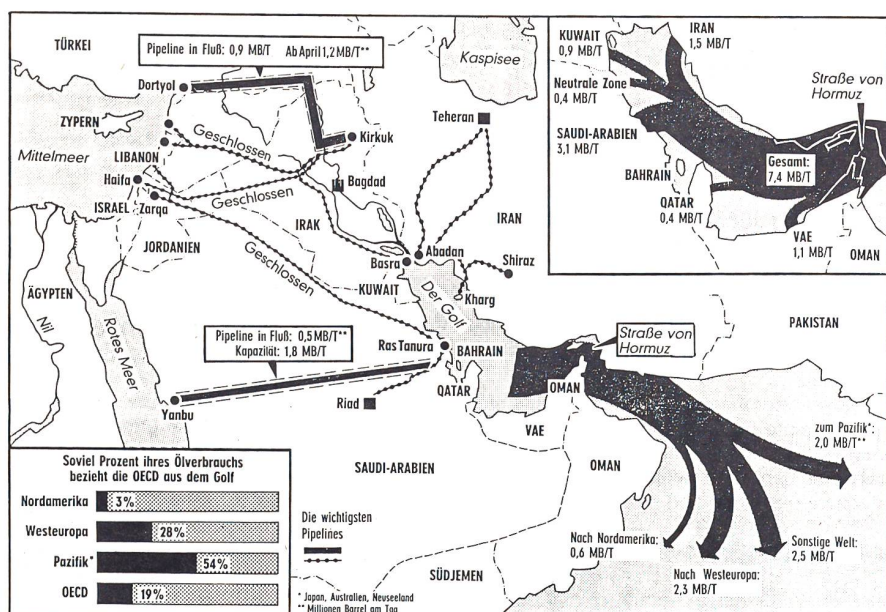 TÜRKEI
Pipeline in Fluß: 0,9 MB/T Ab April 1,2 MB/T**
Dortyol
ZYPERN
Mittelmeer
LIBANON
Haifa
ISRAEL
Zarqa
JORDANIEN
ÄGYPTEN
Nil
Rotes Meer
Geschlossen
Geschlossen
Geschlossen
Kirkuk
Bagdad
IRAK
Kaspisee
Teheran
IRAN
Abadan
Basra
Shiraz
KUWAIT
Kharg
Der Golf
Pipeline in Fluß: 0,5 MB/T**
Kapazilät: 1,8 MB/T
Ras Tanura
BAHRAIN
QATAR
Yanbu
Riad
VAE
OMAN
SAUDI-ARABIEN
OMAN
SÜDJEMEN
PAKISTAN
Straße von
Hormuz
zum Pazifik*:
2,0 MB/T**
Sonstige Welt:
2,5 MB/T
Nach Westeuropa:
2,3 MB/T
Nach Nordamerika:
0,6 MB/T
KUWAIT
0,9 MB/T
IRAN
1,5 MB/T
Neutrale Zone
0,4 MB/T
SAUDI-ARABIEN
3,1 MB/T
BAHRAIN
QATAR
0,4 MB/T
Gesamt:
7,4 MB/T
Straße von
Hormuz
VAE
1,1 MB/T
OMAN
Soviel Prozent ihres Ölverbrauchs
bezieht die OECD aus dem Golf
Nordamerika 3%
Westeuropa 28%
Pazifik* 54%
OECD 19%
Die wichtigsten
Pipelines
* Japan, Australien, Neuseeland
** Millionen Barrel am Tag